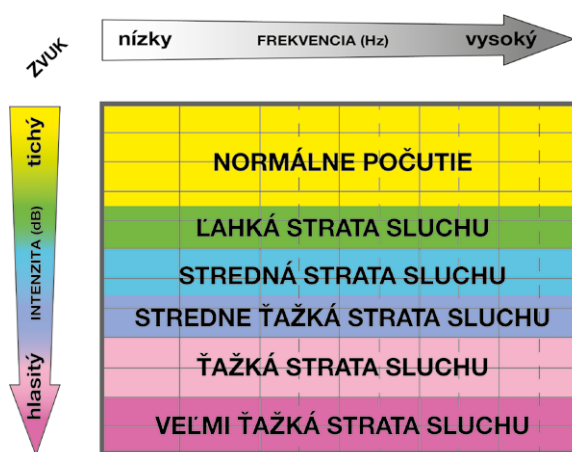 ZVUK
nízky FREKVENCIA (Hz) vysoký
tichý INTENZITA (dB) hlasitý
NORMÁLNE POČUTIE
ĽAHKÁ STRATA SLUCHU
STREDNÁ STRATA SLUCHU
STREDNE ŤAŽKÁ STRATA SLUCHU
ŤAŽKÁ STRATA SLUCHU
VEĽMI ŤAŽKÁ STRATA SLUCHU